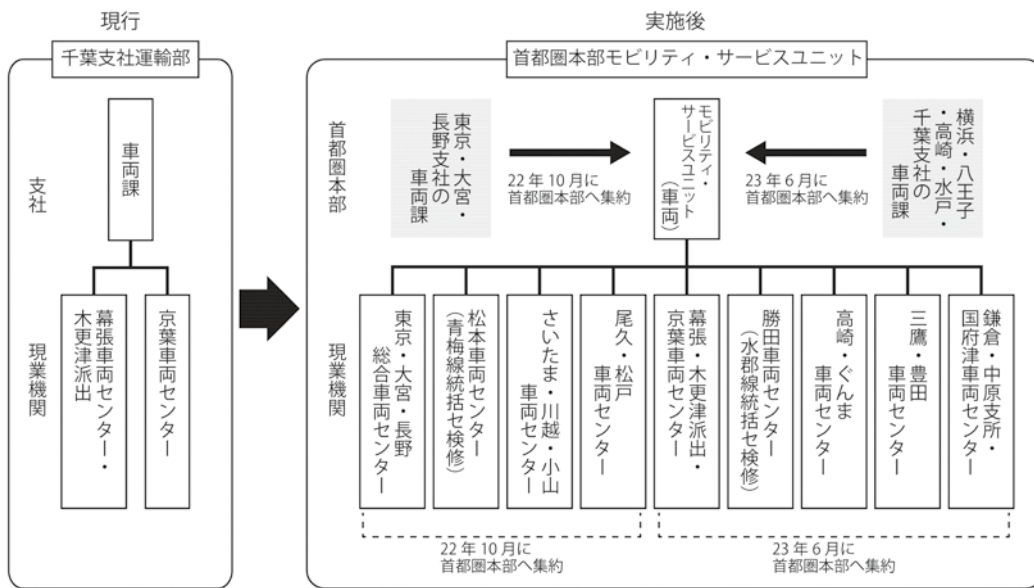 現行
千葉支社運輸部
支社
車両課
現業機関
幕張車両センター・
木更津派出
京葉車両センター
実施後
首都圏本部モビリティ・サービスユニット
首都圏本部
東京・大宮・
長野支社の
車両課
22年10月に
首都圏本部へ集約
モビリティ・
サービスユニット
(車両)
23年6月に
首都圏本部へ集約
横浜・八王子
・高崎・水戸・
千葉支社の
車両課
現業機関
東京・大宮・長野
総合車両センター
松本車両センター
(青梅線統括セ検修)
さいたま・川越・小山
車両センター
尾久・松戸
車両センター
幕張・木更津派出・
京葉車両センター
勝田車両センター
(水郡線統括セ検修)
高崎・ぐんま
車両センター
三鷹・豊田
車両センター
鎌倉・中原支所・
国府津車両センター
22年10月に
首都圏本部へ集約
23年6月に
首都圏本部へ集約